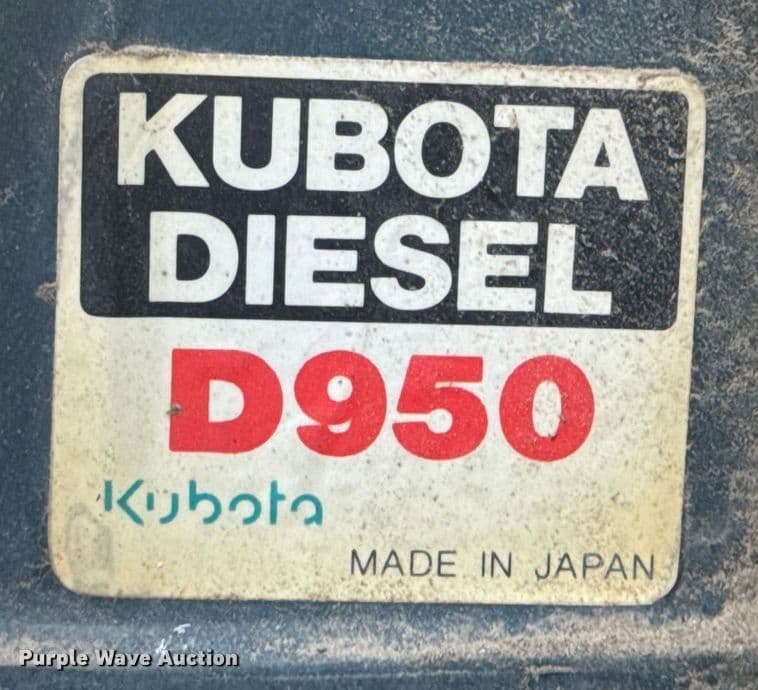 KUBOTA
DIESEL
D950
Kubota
MADE IN JAPAN
Purple Wave Auction